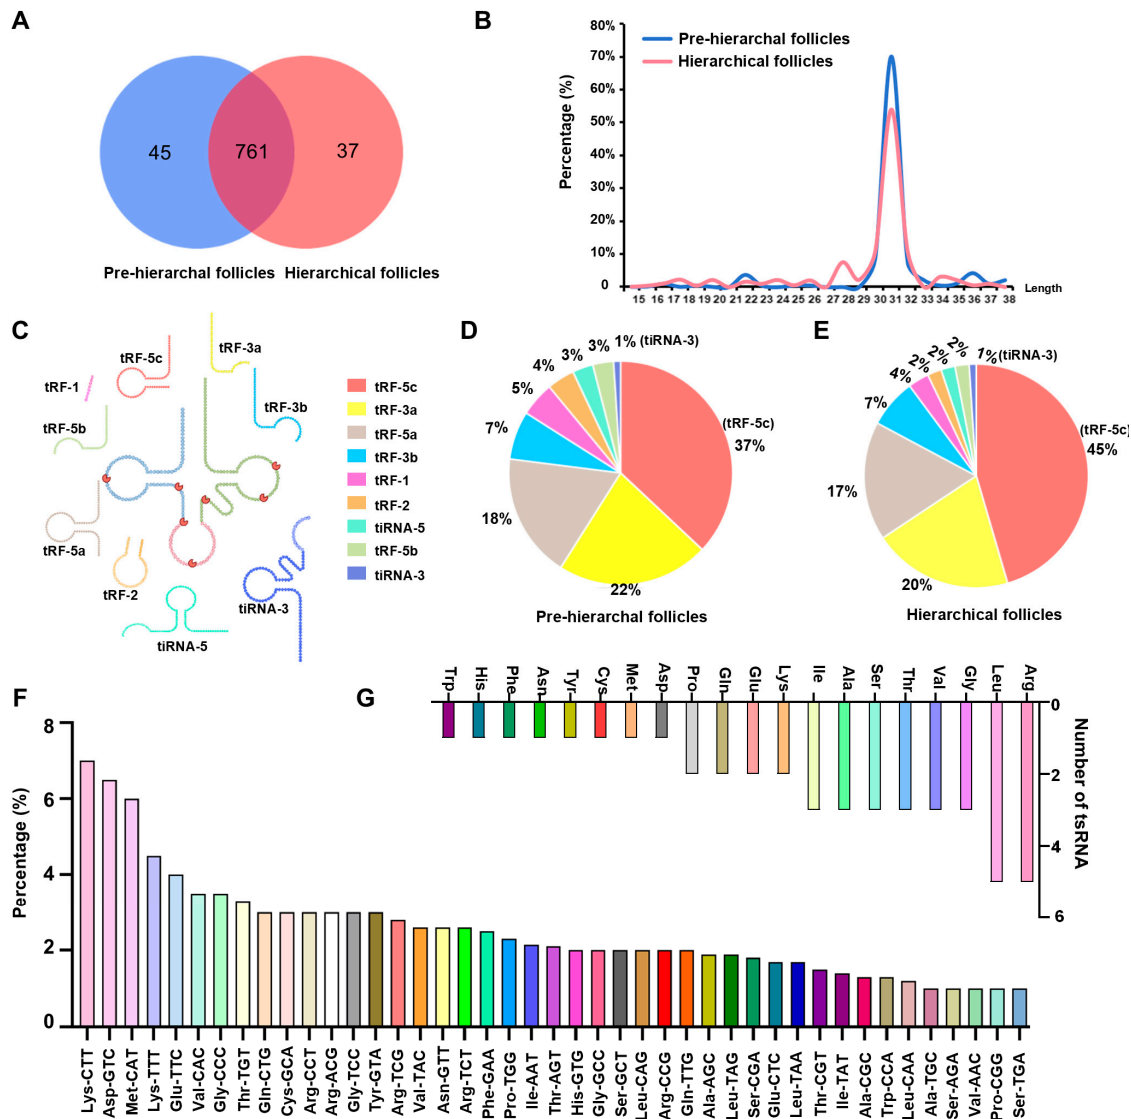 A
45
761
37
Pre-hierarchal follicles
Hierarchical follicles
B
Percentage (%)
80%
70%
60%
50%
40%
30%
20%
10%
0
Pre-hierarchal follicles
Hierarchical follicles
15 16 17 18 19 20 21 22 23 24 25 26 27 28 29 30 31 32 33 34 35 36 37 38
Length
C
tRF-5c
tRF-3a
tRF-1
tRF-3b
tRF-5b
tRF-5a
tRF-2
tiRNA-3
tiRNA-5
tRF-5c
tRF-3a
tRF-5a
tRF-3b
tRF-1
tRF-2
tiRNA-5
tRF-5b
tiRNA-3
D
1% (tiRNA-3)
3%
3%
4%
5%
7%
18%
22%
(tRF-5c)
37%
Pre-hierarchal follicles
E
1% (tiRNA-3)
2%
2%
2%
4%
7%
17%
20%
(tRF-5c)
45%
Hierarchical follicles
F
Percentage (%)
8
6
4
2
0
Lys-CTT
Asp-GTC
Met-CAT
Lys-TTT
Glu-TTC
Val-CAC
Gly-CCC
Thr-TGT
Gln-CTG
Cys-GCA
Arg-CCT
Arg-ACG
Gly-TCC
Tyr-GTA
Arg-TCG
Val-TAC
Asn-GTT
Arg-TCT
Phe-GAA
Pro-TGG
Ile-AAT
Thr-AGT
His-GTG
Gly-GCC
Ser-GCT
Leu-CAG
Arg-CCG
Gln-TTG
Ala-AGC
Leu-TAG
Ser-CGA
Glu-CTC
Leu-TAA
Thr-CGT
Ile-TAT
Ala-CGC
Trp-CCA
Leu-CAA
Ala-TGC
Ser-AGA
Val-AAC
Pro-CGG
Ser-TGA
G
Trp
His
Phe
Asn
Tyr
Cys
Met
Asp
Pro
Gln
Glu
Lys
Ile
Ala
Ser
Thr
Val
Gly
Leu
Arg
0
2
4
6
Number of tsRNA